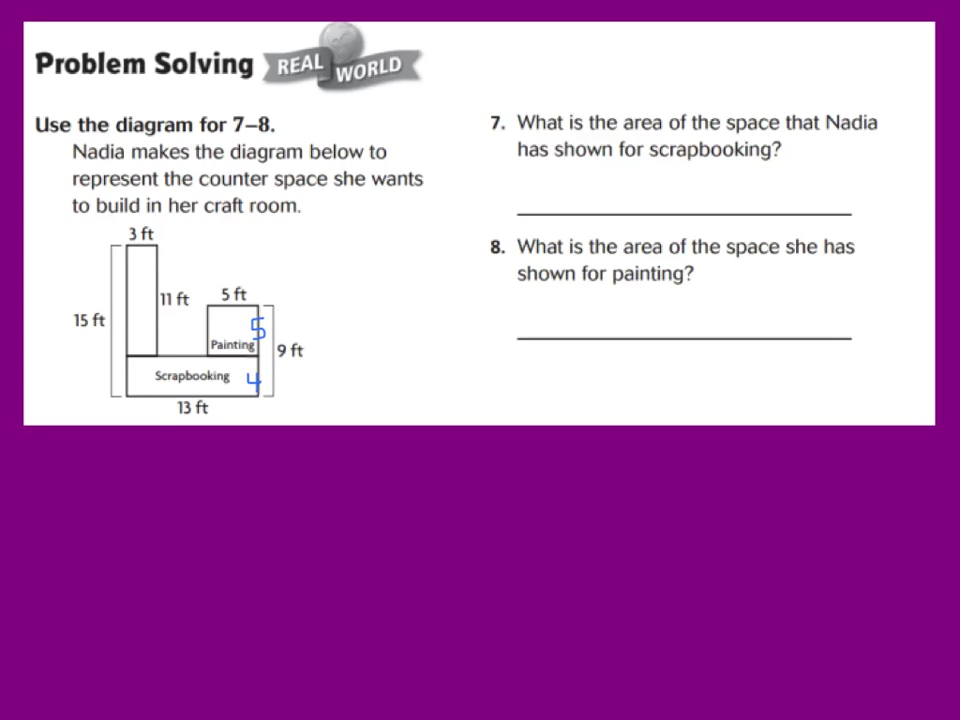 Problem Solving REAL WORLD
Use the diagram for 7–8.
Nadia makes the diagram below to
represent the counter space she wants
to build in her craft room.
3 ft
11 ft
5 ft
15 ft
5
Painting
9 ft
Scrapbooking
4
13 ft
7. What is the area of the space that Nadia
has shown for scrapbooking?
8. What is the area of the space she has
shown for painting?